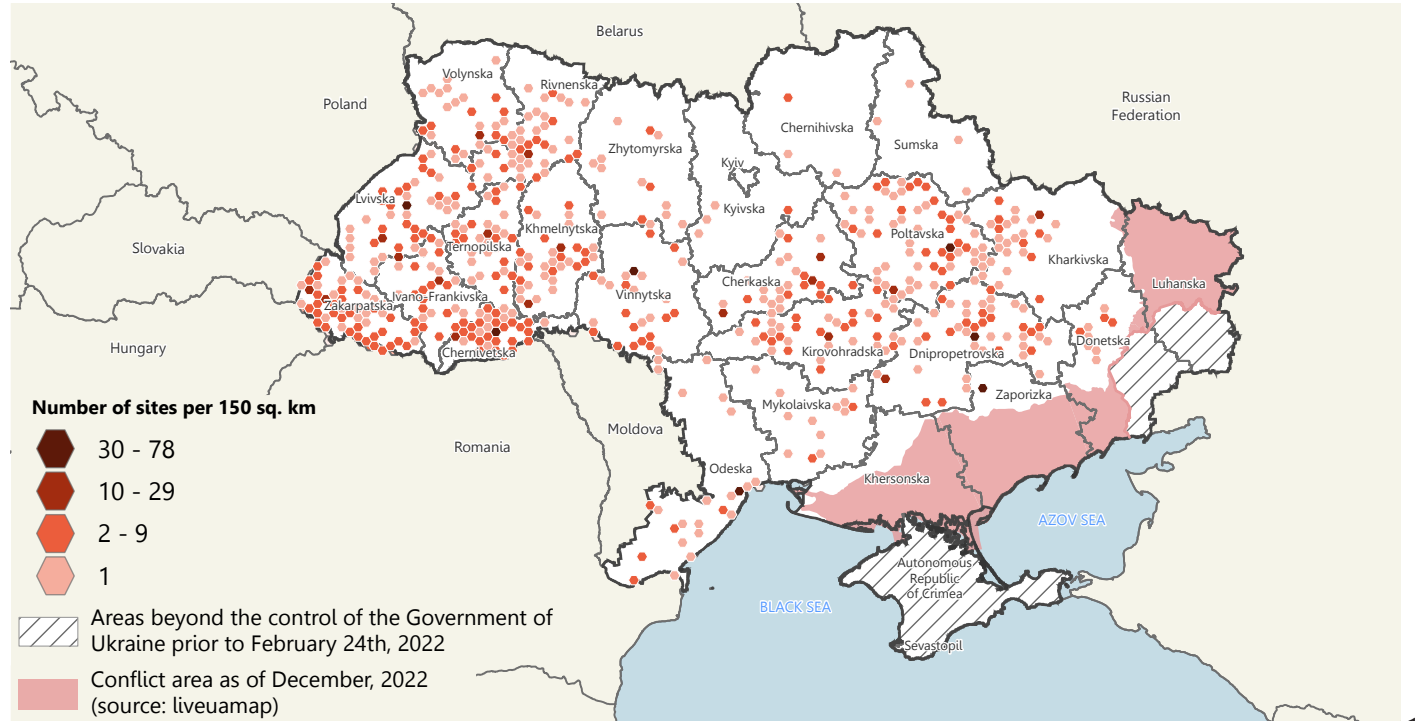 Belarus
Volynska
Rivnenska
Poland
Russian
Federation
Chernihivska
Sumska
Zhytomyrska
Kyiv
Lvivska
Kyivska
Khmelnytska
Poltavska
Slovakia
Ternopilska
Kharkivska
Cherkaska
Luhanska
Vinnytska
Ivano-Frankivska
Zakarpatska
Hungary
Donetska
Chernivetska
Kirovohradska
Dnipropetrovska
Zaporizka
Mykolaivska
Moldova
Romania
Odeska
Khersonska
AZOV SEA
Autonomous
Republic
of Crimea
BLACK SEA
Sevastopil
Number of sites per 150 sq. km
30 - 78
10 - 29
2 - 9
1
Areas beyond the control of the Government of
Ukraine prior to February 24th, 2022
Conflict area as of December, 2022
(source: liveuamap)